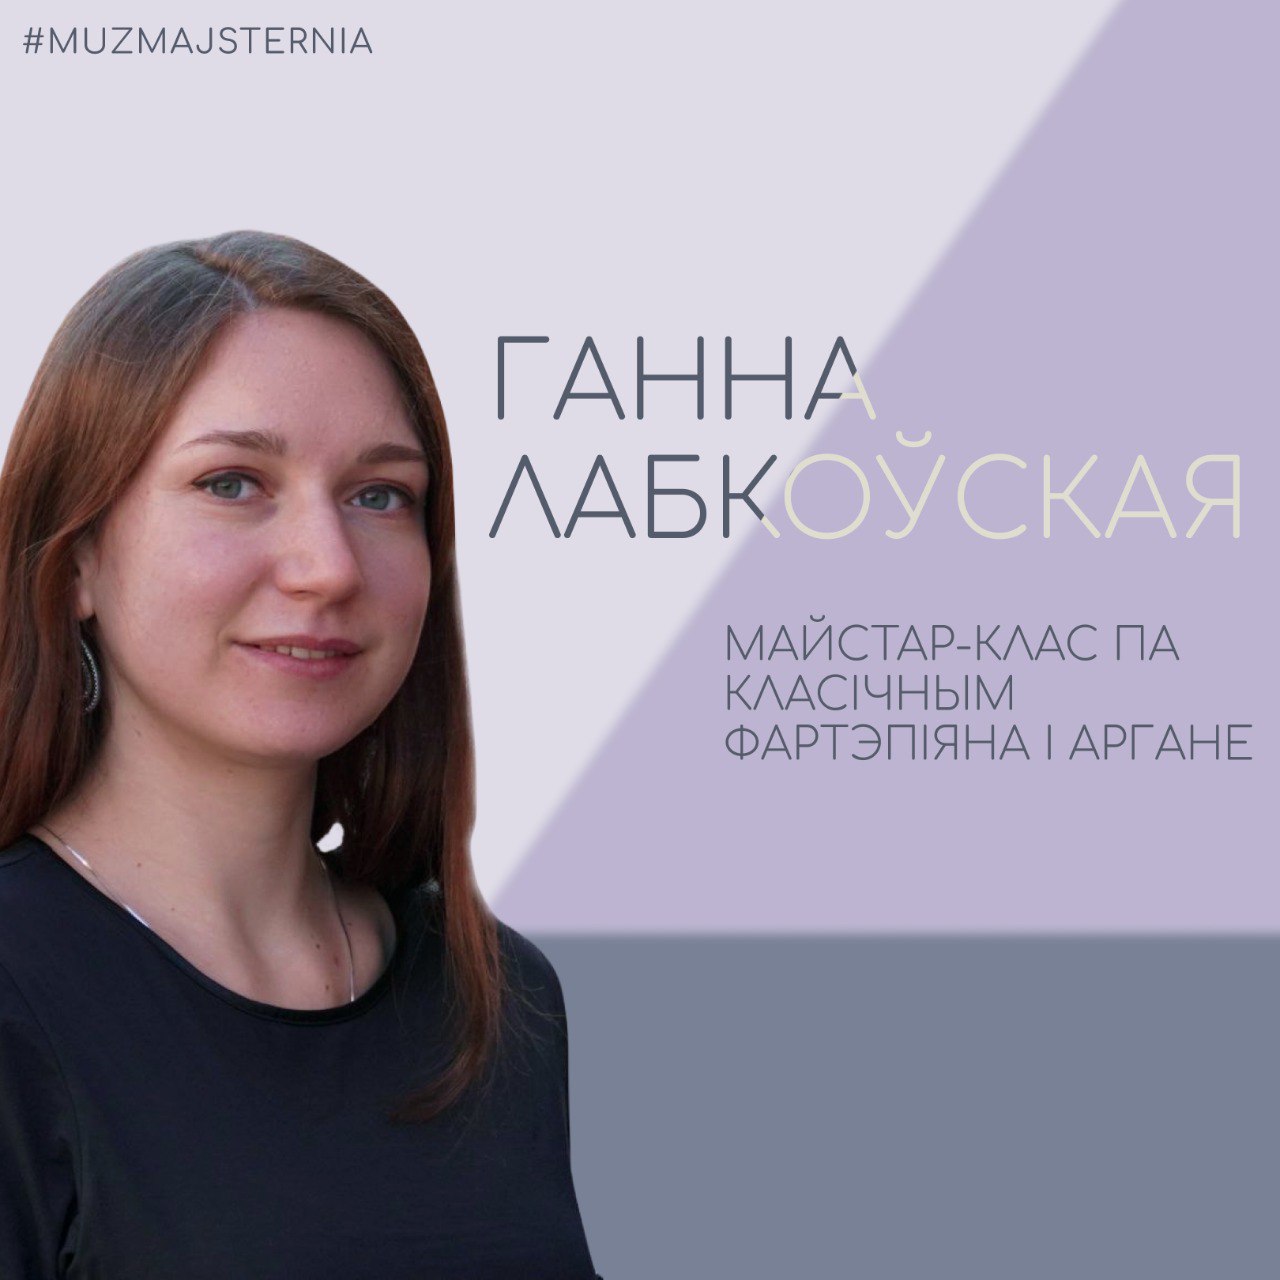 #MUZMAJSTERNIA
ГАННА
ЛАБКОЎСКАЯ
МАЙСТАР-КЛАС ПА
КЛАСІЧНЫМ
ФАРТЭПІЯНА І АРГАНЕ